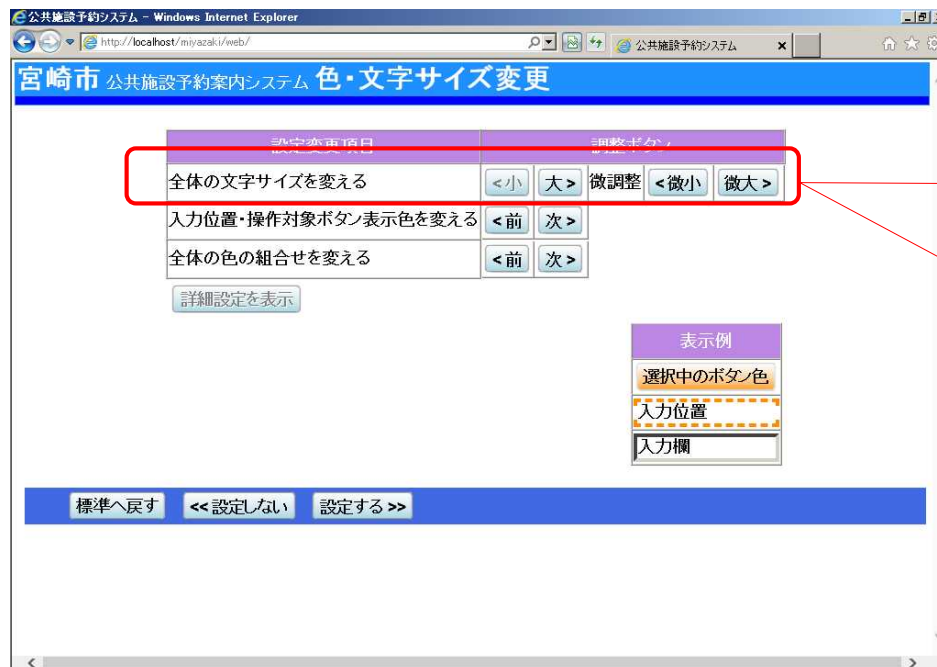 公共施設予約システム - Windows Internet Explorer
http://localhost/miyazaki/web/
公共施設予約システム
宮崎市 公共施設予約案内システム 色・文字サイズ変更
設定変更項目 調整ボタン
全体の文字サイズを変える <小 大> 微調整 <微小 微大>
入力位置・操作対象ボタン表示色を変える <前 次>
全体の色の組合せを変える <前 次>
詳細設定を表示
表示例
選択中のボタン色
入力位置
入力欄
標準へ戻す <<設定しない 設定する>>